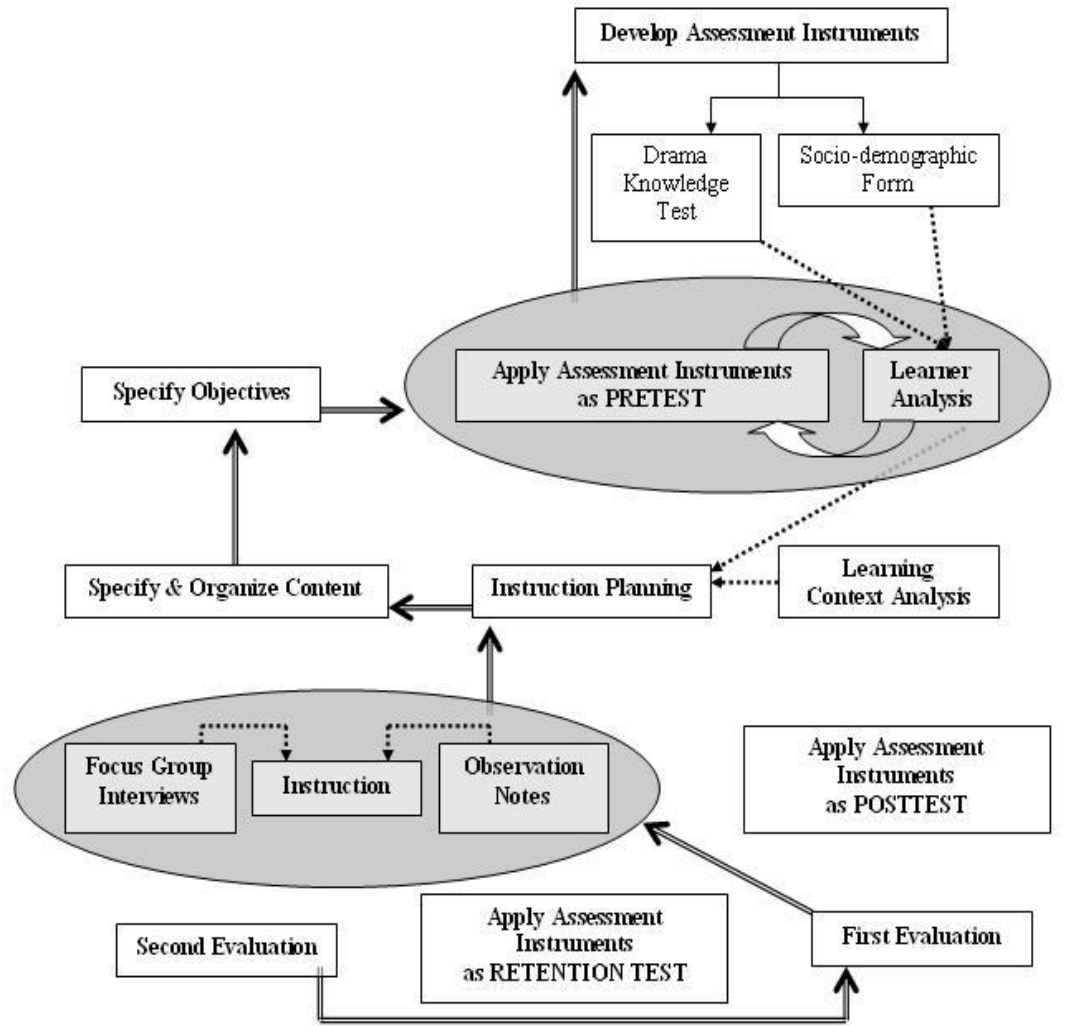 Develop Assessment Instruments
Drama
Knowledge
Test
Socio-demographic
Form
Apply Assessment Instruments
as PRETEST
Learner
Analysis
Specify Objectives
Specify & Organize Content
Instruction Planning
Learning
Context Analysis
Focus Group
Interviews
Instruction
Observation
Notes
Apply Assessment
Instruments
as POSTTEST
Second Evaluation
Apply Assessment
Instruments
as RETENTION TEST
First Evaluation